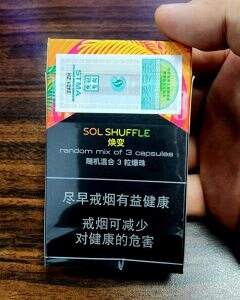 STMA
SOL SHUFFLE
焕变
random mix of 3 capsules
随机混合 3 粒爆珠
尽早戒烟有益健康
戒烟可减少
对健康的危害